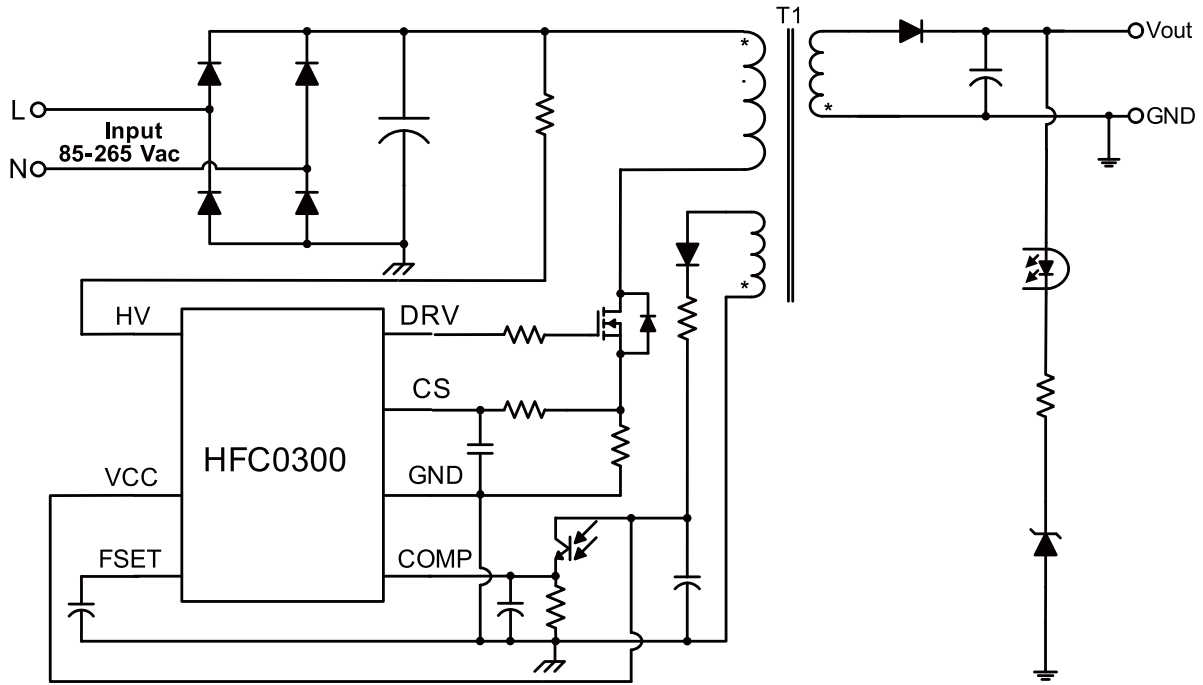 T1
*
Vout
L
Input
85-265 Vac
N
*
GND
*
HV
DRV
CS
HFC0300
VCC
GND
FSET
COMP